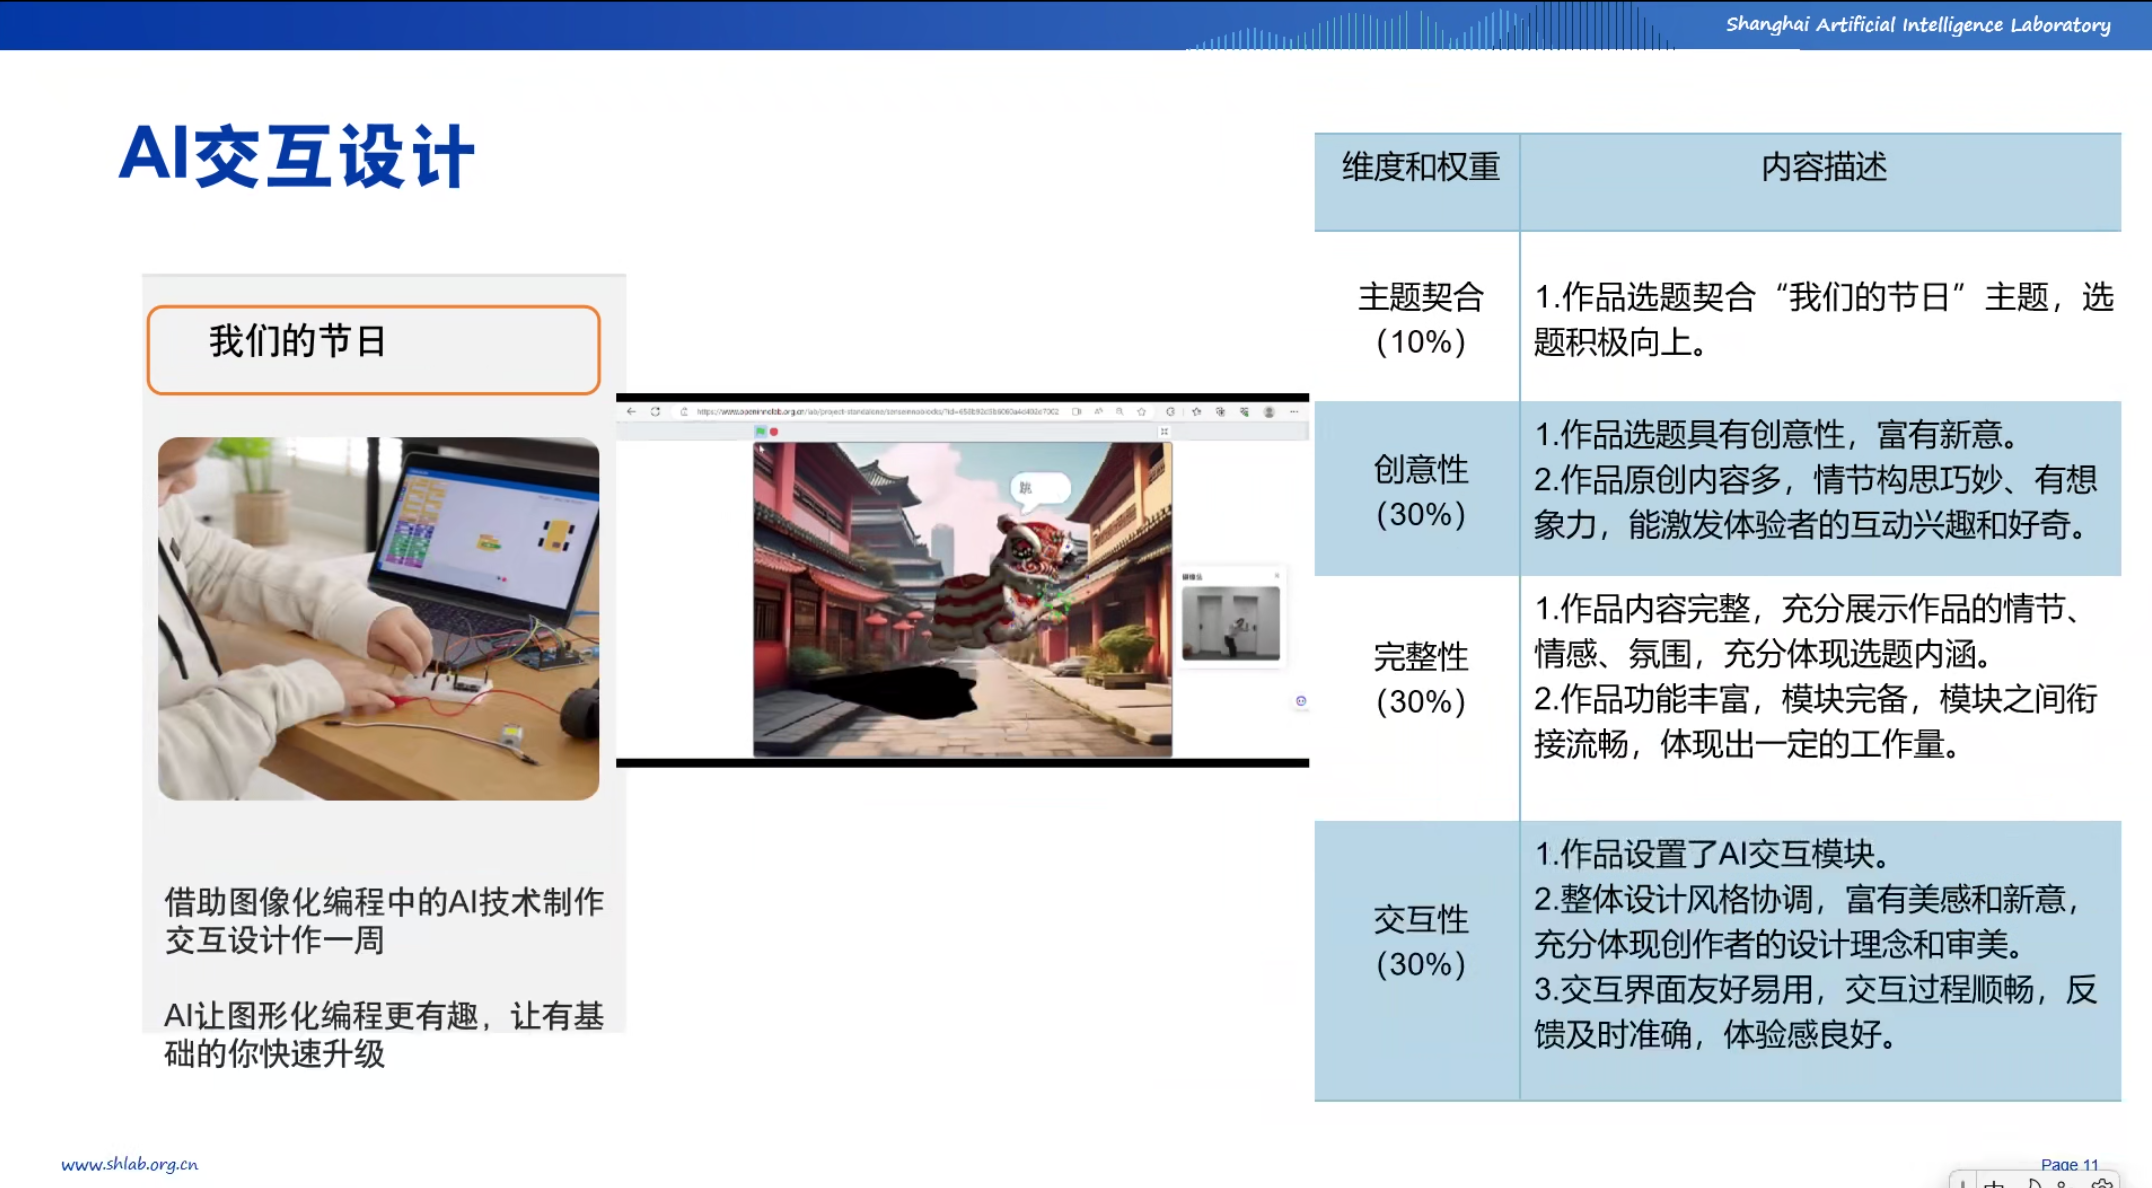 Shanghai Artificial Intelligence Laboratory
AI交互设计
我们的节日
借助图像化编程中的AI技术制作
交互设计作一周
AI让图形化编程更有趣，让有基
础的你快速升级
跳
摄像头
维度和权重
内容描述
主题契合
（10%）
1.作品选题契合“我们的节日”主题，选
题积极向上。
创意性
（30%）
1.作品选题具有创意性，富有新意。
2.作品原创内容多，情节构思巧妙、有想
象力，能激发体验者的互动兴趣和好奇。
完整性
（30%）
1.作品内容完整，充分展示作品的情节、
情感、氛围，充分体现选题内涵。
2.作品功能丰富，模块完备，模块之间衔
接流畅，体现出一定的工作量。
交互性
（30%）
1.作品设置了AI交互模块。
2.整体设计风格协调，富有美感和新意，
充分体现创作者的设计理念和审美。
3.交互界面友好易用，交互过程顺畅，反
馈及时准确，体验感良好。
www.shlab.org.cn
Page 11
中